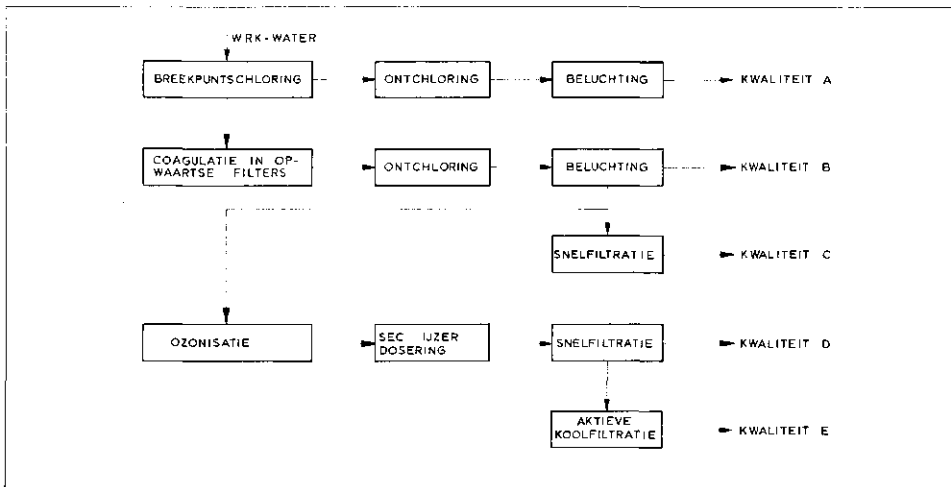 WRK-WATER
BREEKPUNTSCHLORING
ONTCHLORING
BELUCHTING
KWALITEIT A
COAGULATIE IN OP-
WAARTSE FILTERS
ONTCHLORING
BELUCHTING
KWALITEIT B
SNELFILTRATIE
KWALITEIT C
OZONISATIE
SEC IJZER
DOSERING
SNELFILTRATIE
KWALITEIT D
AKTIEVE
KOOLFILTRATIE
KWALITEIT E